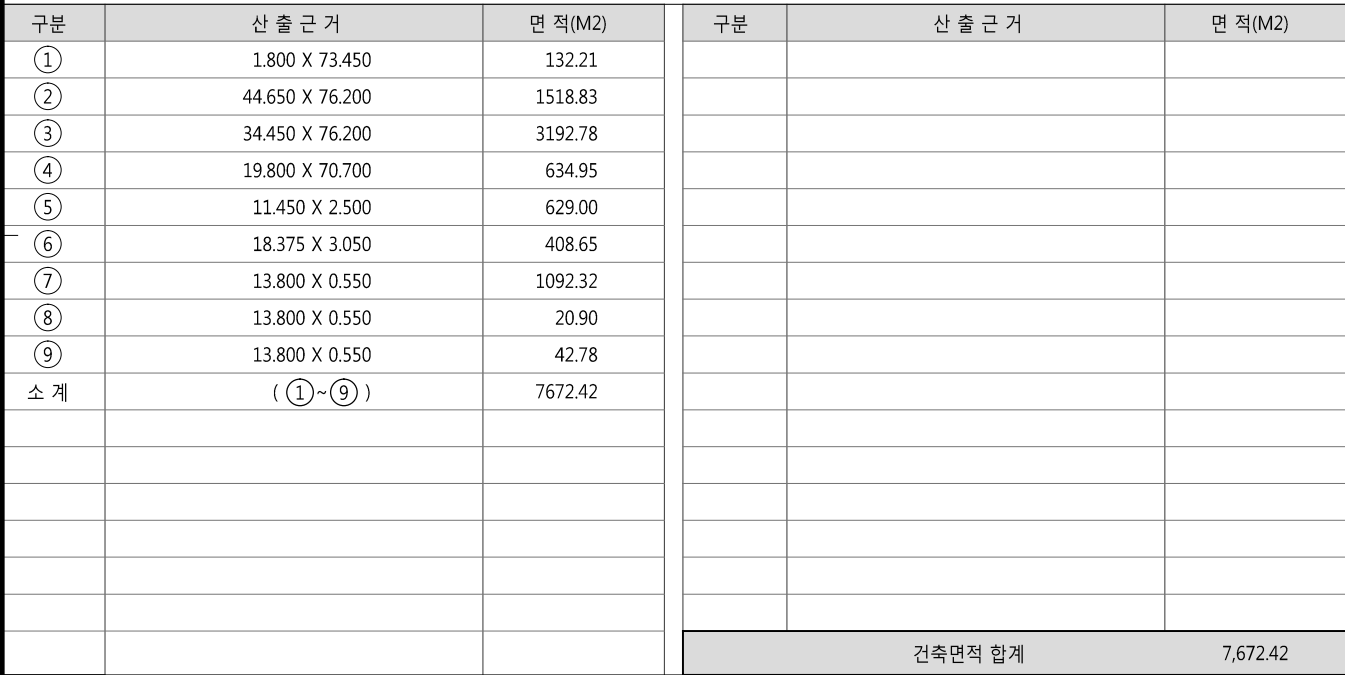 구분 산 출 근 거 면 적(M2) 구분 산 출 근 거 면 적(M2)
① 1.800 X 73.450 132.21
② 44.650 X 76.200 1518.83
③ 34.450 X 76.200 3192.78
④ 19.800 X 70.700 634.95
⑤ 11.450 X 2.500 629.00
⑥ 18.375 X 3.050 408.65
⑦ 13.800 X 0.550 1092.32
⑧ 13.800 X 0.550 20.90
⑨ 13.800 X 0.550 42.78
소 계 ( ①~⑨ ) 7672.42
건축면적 합계 7,672.42